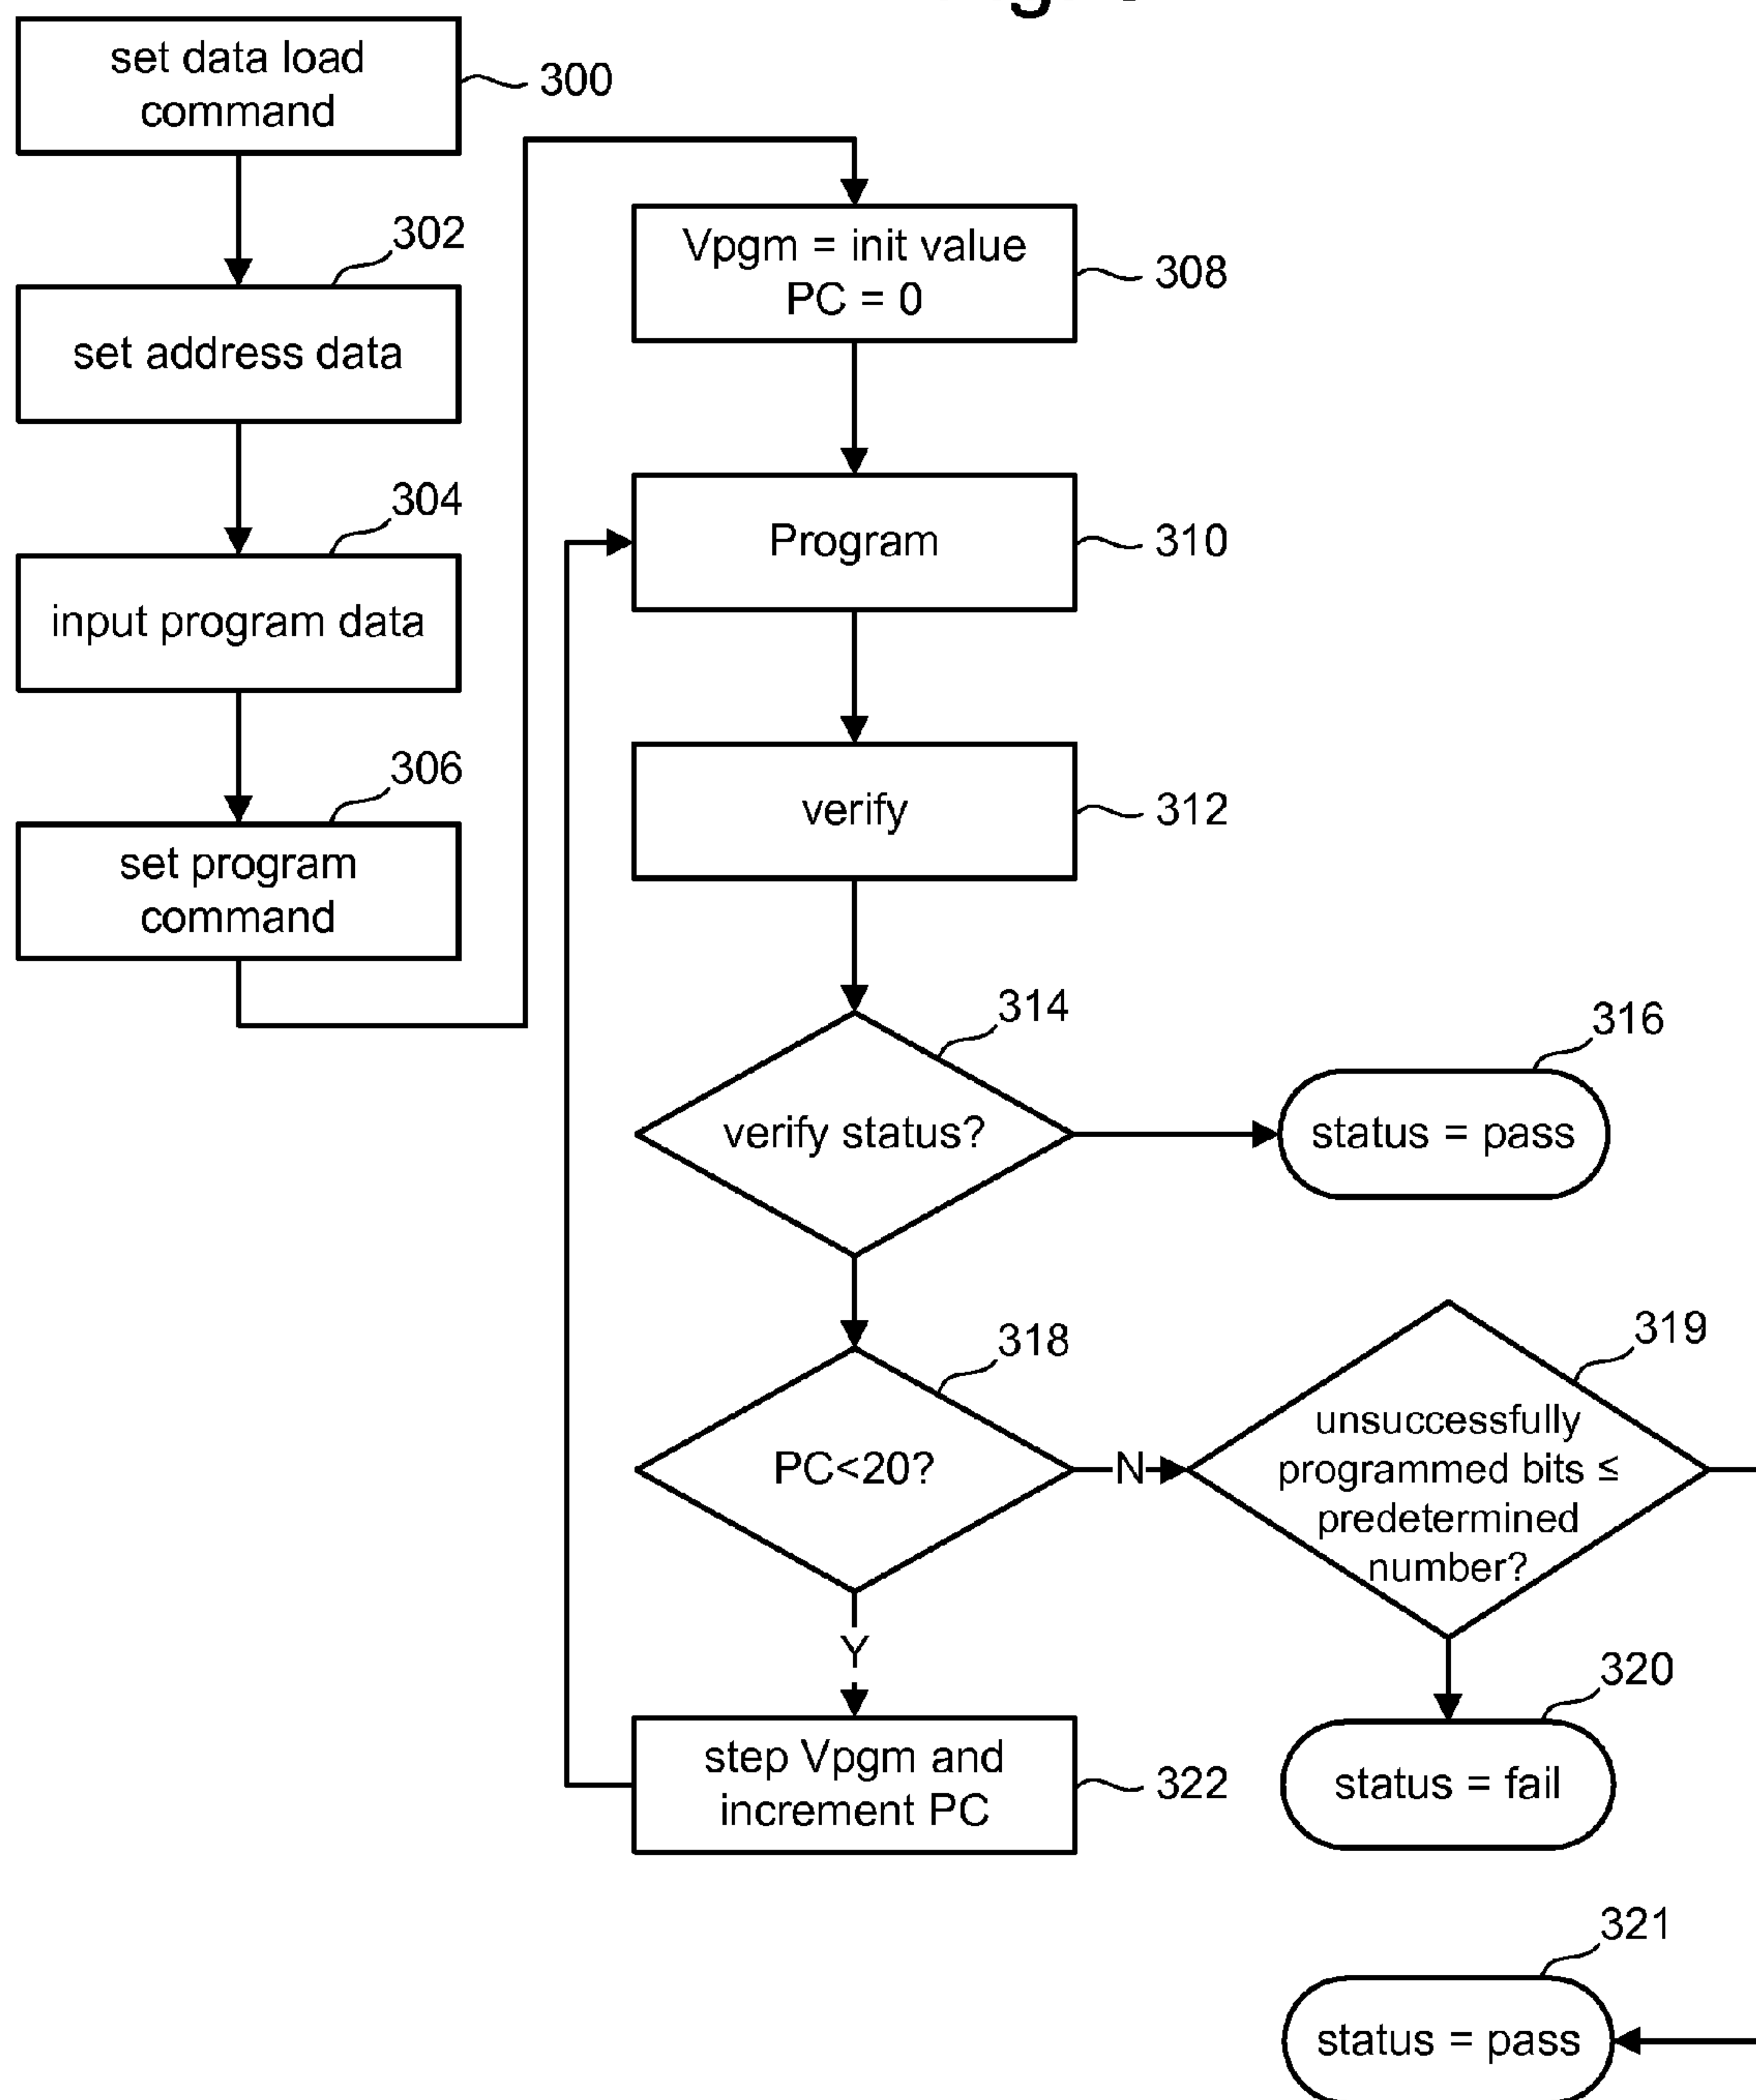 set data load
command
300
302
set address data
304
input program data
306
set program
command
Vpgm = init value
PC = 0
308
Program
310
verify
312
314
verify status?
316
status = pass
318
PC<20?
N
319
unsuccessfully
programmed bits ≤
predetermined
number?
Y
320
status = fail
step Vpgm and
increment PC
322
321
status = pass